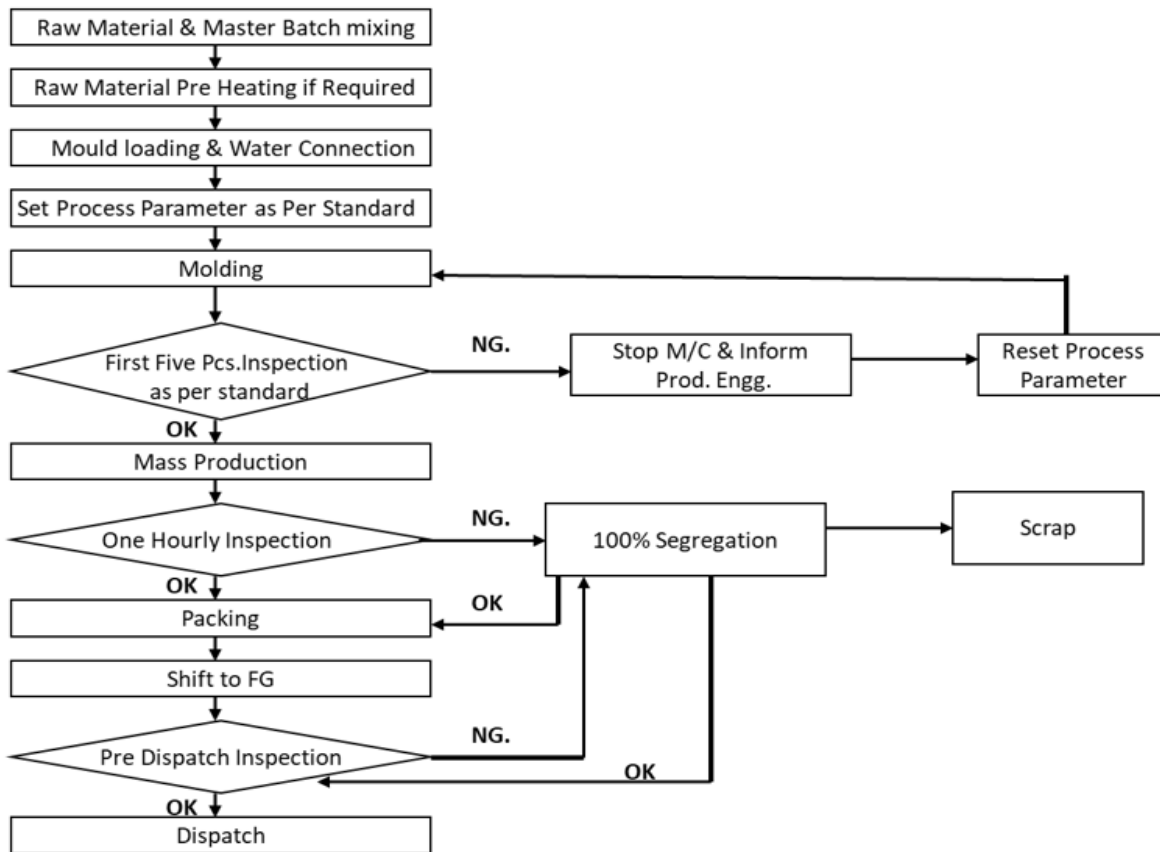 Raw Material & Master Batch mixing
Raw Material Pre Heating if Required
Mould loading & Water Connection
Set Process Parameter as Per Standard
Molding
First Five Pcs.Inspection
as per standard
NG.
Stop M/C & Inform
Prod. Engg.
Reset Process
Parameter
OK
Mass Production
One Hourly Inspection
NG.
100% Segregation
Scrap
OK
OK
Packing
Shift to FG
Pre Dispatch Inspection
NG.
OK
OK
Dispatch